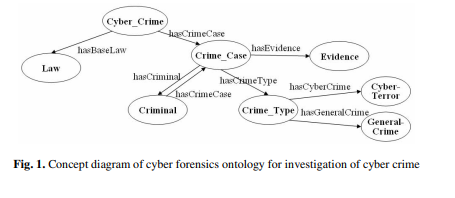 Cyber_Crime
hasCrimeCase
hasBaseLaw
Crime_Case
hasEvidence
Evidence
Law
hasCriminal
hasCrimeType
hasCrimeCase
hasCyberCrime
Cyber-
Terror
Criminal
Crime_Type
hasGeneralCrime
General-
Crime
Fig. 1. Concept diagram of cyber forensics ontology for investigation of cyber crime